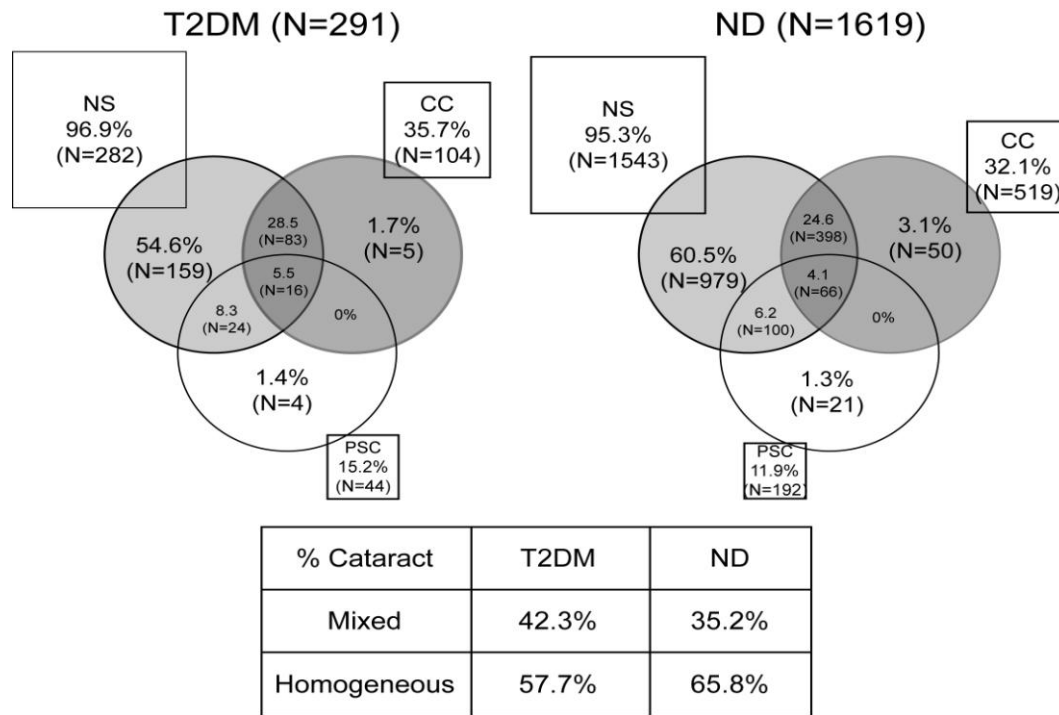 T2DM (N=291)
NS
96.9%
(N=282)
CC
35.7%
(N=104)
54.6%
(N=159)
28.5
(N=83)
1.7%
(N=5)
5.5
(N=16)
8.3
(N=24)
0%
1.4%
(N=4)
PSC
15.2%
(N=44)
ND (N=1619)
NS
95.3%
(N=1543)
CC
32.1%
(N=519)
60.5%
(N=979)
24.6
(N=398)
3.1%
(N=50)
4.1
(N=66)
6.2
(N=100)
0%
1.3%
(N=21)
PSC
11.9%
(N=192)
% Cataract T2DM ND
Mixed 42.3% 35.2%
Homogeneous 57.7% 65.8%